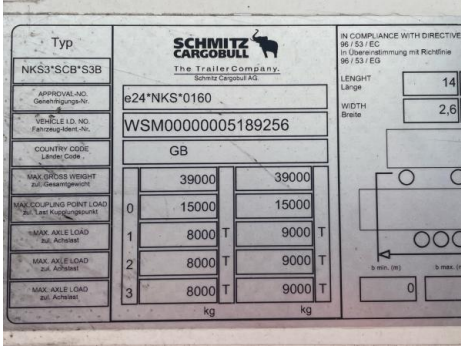 Typ
SCHMITZ
CARGOBULL
The Trailer Company.
Schmitz Cargobull AG
NKS3*SCB*S3B
APPROVAL-NO.
Genehmigungs-Nr.
e24*NKS*0160
VEHICLE I.D. NO.
Fahrzeug-Ident.-Nr.
WSM00000005189256
COUNTRY CODE
Länder Code
GB
MAX.GROSS WEIGHT
zul. Gesamtgewicht
39000 39000
MAX.COUPLING POINT LOAD
zul. Last Kupplungspunkt
0 15000 15000
MAX. AXLE LOAD
zul. Achslast
1 8000 T 9000 T
MAX. AXLE LOAD
zul. Achslast
2 8000 T 9000 T
MAX. AXLE LOAD
zul. Achslast
3 8000 T 9000 T
kg kg
IN COMPLIANCE WITH DIRECTIVE
96 / 53 / EC
In Übereinstimmung mit Richtlinie
96 / 53 / EG
LENGHT
Länge
14
WIDTH
Breite
2,6
b min. (m) b max.
0